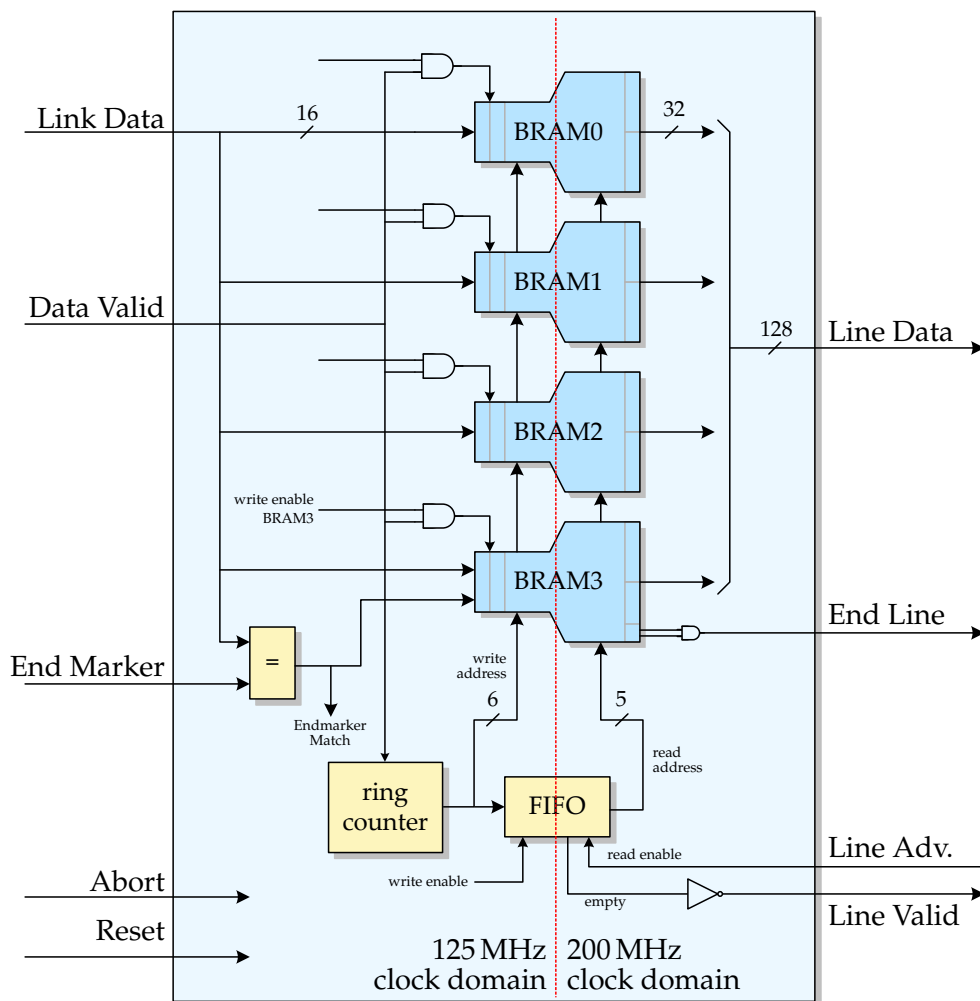 Link Data
16
BRAM0
32
BRAM1
Data Valid
128
Line Data
BRAM2
write enable
BRAM3
BRAM3
End Line
End Marker
=
write
address
Endmarker
Match
6
5
read
address
ring
counter
FIFO
read enable
Line Adv.
write enable
Abort
empty
Line Valid
Reset
125 MHz
clock domain
200 MHz
clock domain